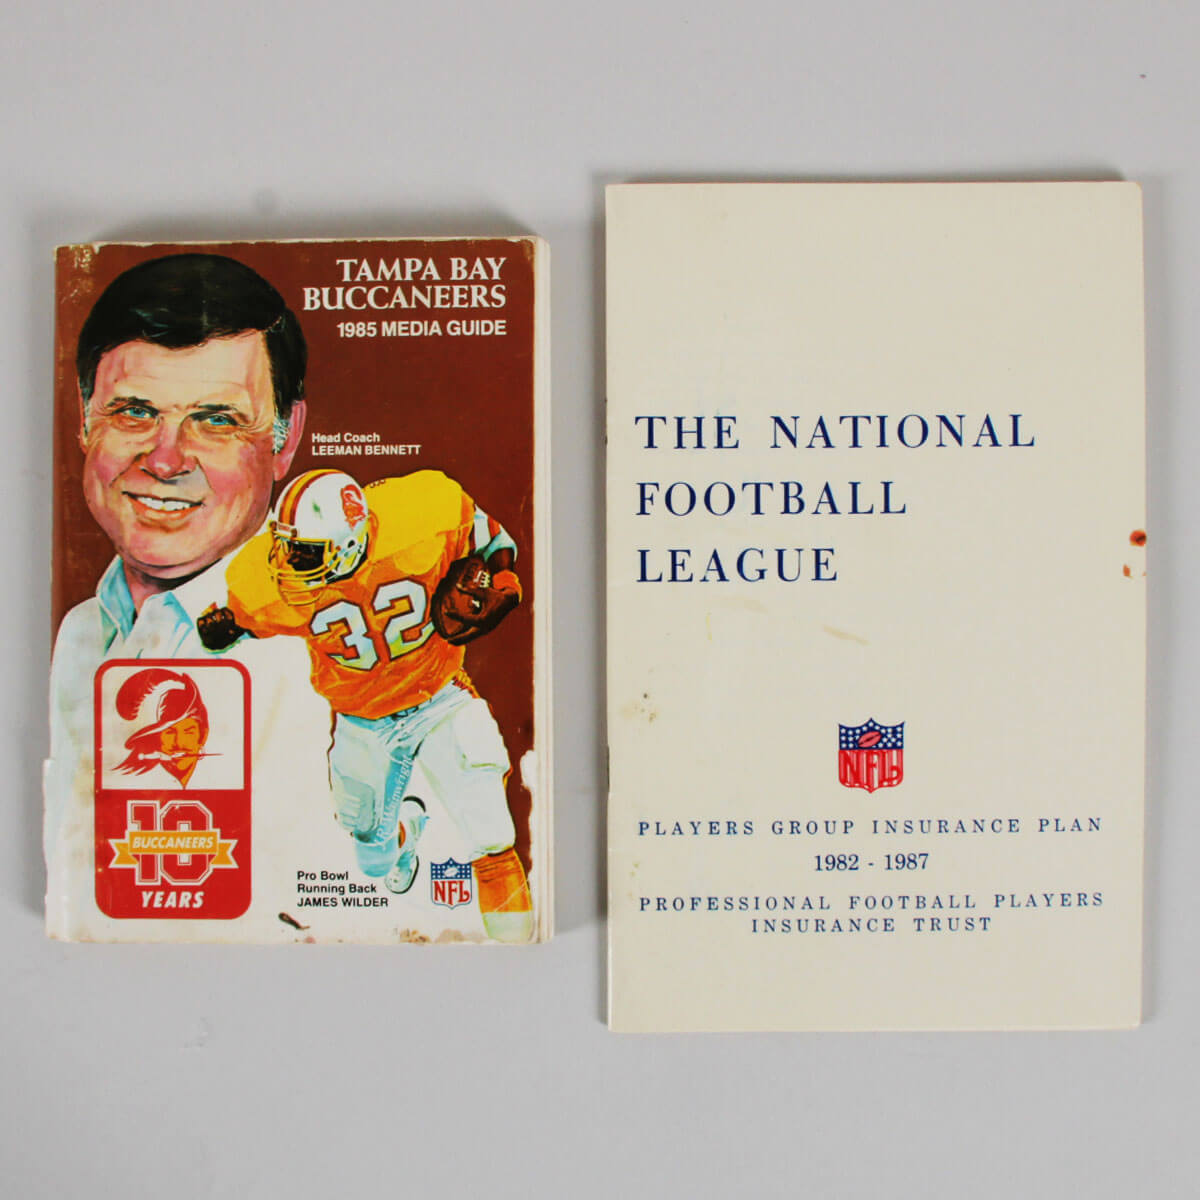 TAMPA BAY
BUCCANEERS
1985 MEDIA GUIDE
Head Coach
LEEMAN BENNETT
32
R. Wainwright
10
BUCCANEERS
YEARS
Pro Bowl
Running Back
JAMES WILDER
NFL
THE NATIONAL
FOOTBALL
LEAGUE
NFL
PLAYERS GROUP INSURANCE PLAN
1982 - 1987
PROFESSIONAL FOOTBALL PLAYERS
INSURANCE TRUST